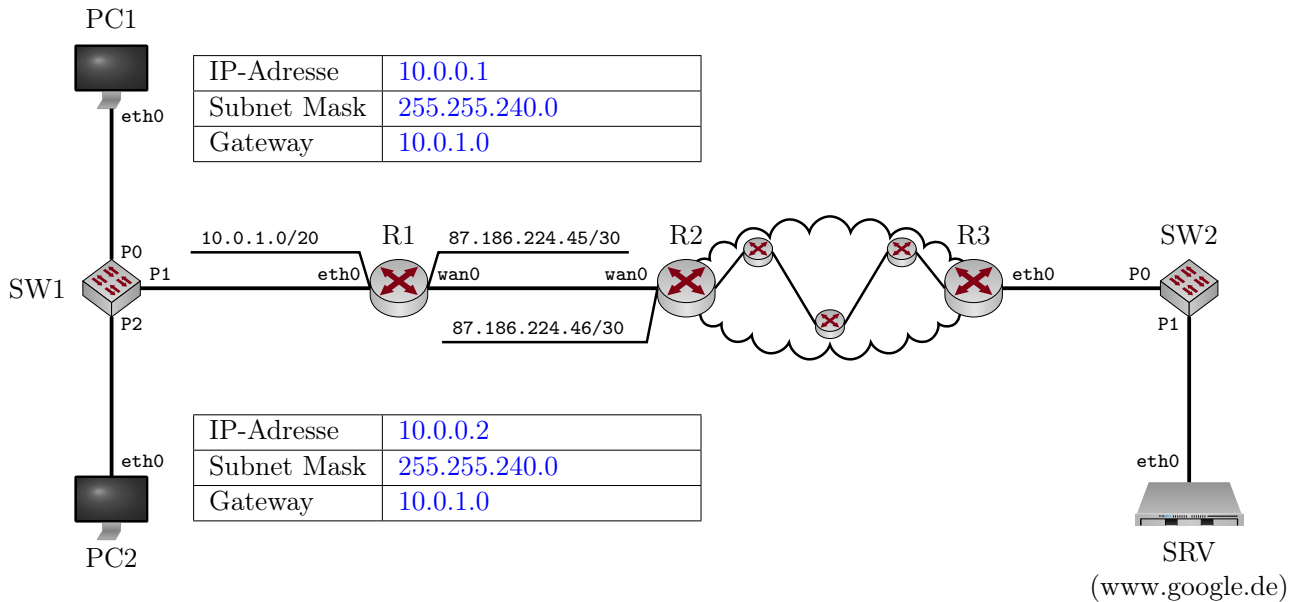 PC1
eth0
IP-Adresse 10.0.0.1
Subnet Mask 255.255.240.0
Gateway 10.0.1.0
SW1
P0
P1
P2
10.0.1.0/20
eth0
R1
87.186.224.45/30
wan0
wan0
R2
87.186.224.46/30
R3
eth0
SW2
P0
P1
eth0
IP-Adresse 10.0.0.2
Subnet Mask 255.255.240.0
Gateway 10.0.1.0
PC2
eth0
SRV
(www.google.de)